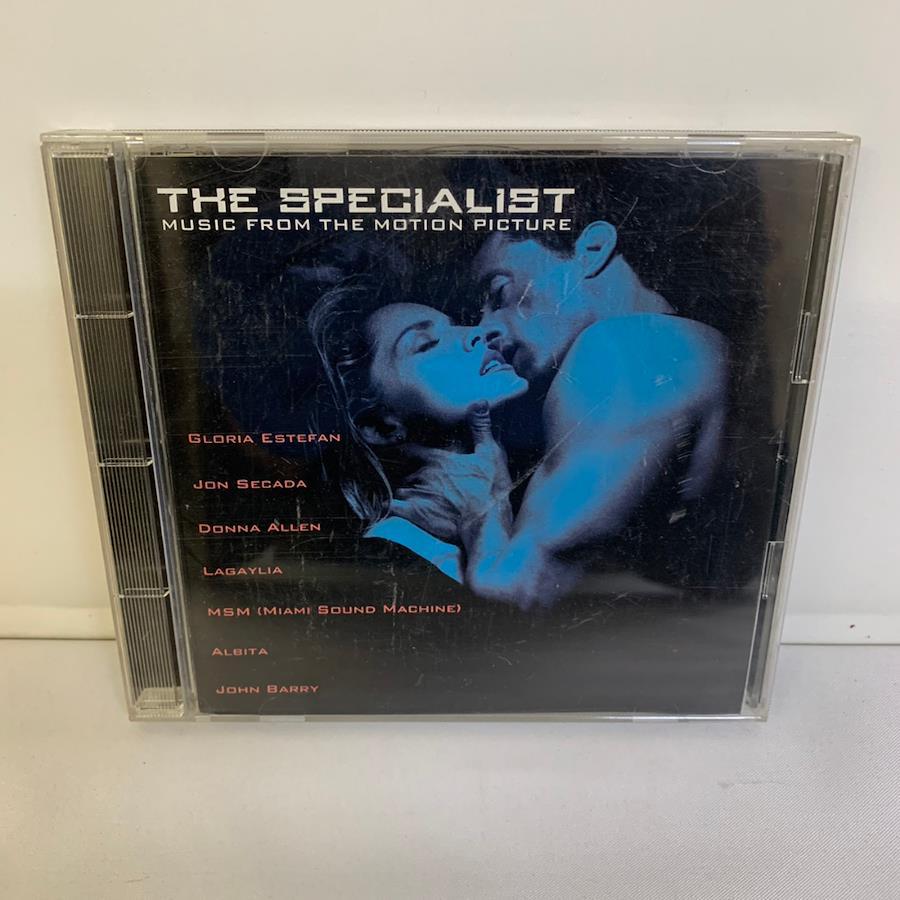 THE SPECIALIST
MUSIC FROM THE MOTION PICTURE
GLORIA ESTEFAN
JON SECADA
DONNA ALLEN
LAGAYLIA
MSM (MIAMI SOUND MACHINE)
ALBITA
JOHN BARRY